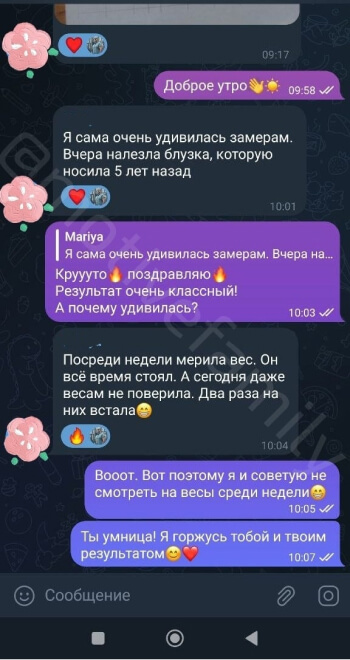 09:17
Доброе утро👋☀️ 09:58
Я сама очень удивилась замерам.
Вчера налезла блузка, которую
носила 5 лет назад
10:01
Mariya
Я сама очень удивилась замерам. Вчера на...
Круууто🔥 поздравляю🔥
Результат очень классный!
А почему удивилась?
10:03
Посреди недели мерила вес. Он
всё время стоял. А сегодня даже
весам не поверила. Два раза на
них встала😁
10:04
Вооот. Вот поэтому я и советую не
смотреть на весы среди недели😁
10:05
Ты умница! Я горжусь тобой и твоим
результатом😊❤️ 10:07
Сообщение